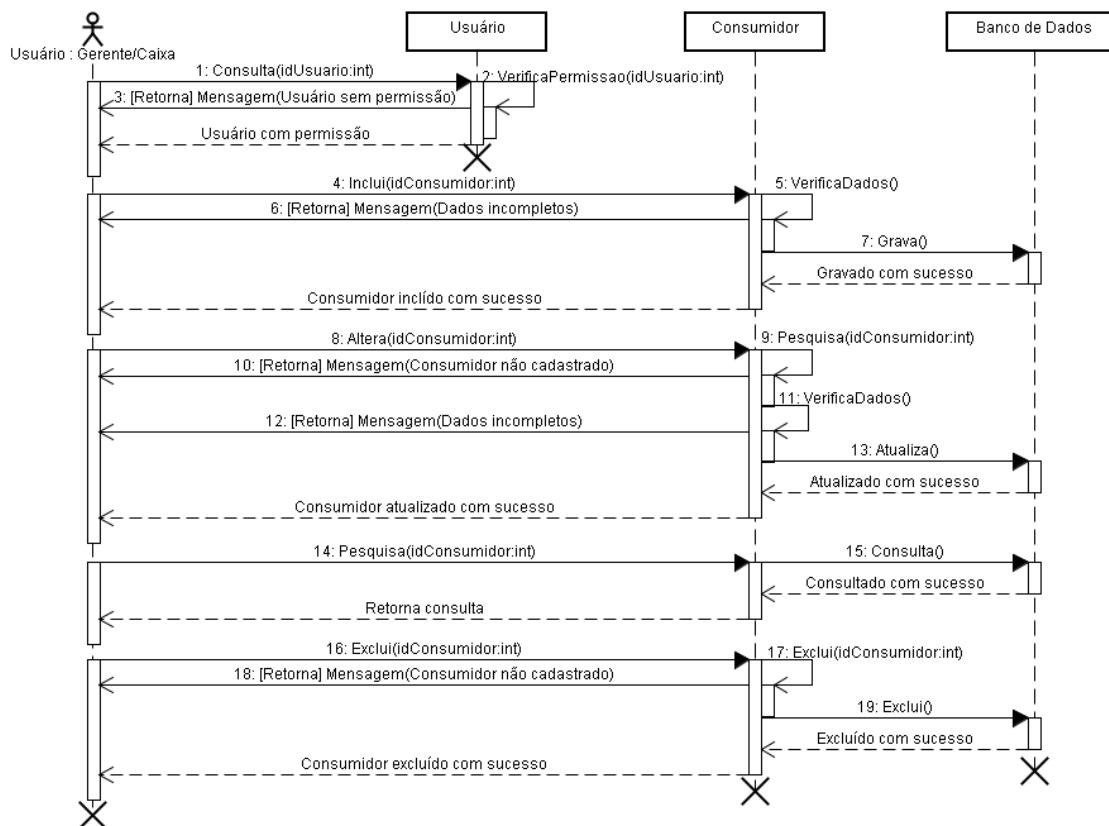 Usuário : Gerente/Caixa
Usuário
Consumidor
Banco de Dados
1: Consulta(idUsuario:int)
2: VerificaPermissao(idUsuario:int)
3: [Retorna] Mensagem(Usuário sem permissão)
Usuário com permissão
4: Inclui(idConsumidor:int)
5: VerificaDados()
6: [Retorna] Mensagem(Dados incompletos)
7: Grava()
Gravado com sucesso
Consumidor inclído com sucesso
8: Altera(idConsumidor:int)
9: Pesquisa(idConsumidor:int)
10: [Retorna] Mensagem(Consumidor não cadastrado)
11: VerificaDados()
12: [Retorna] Mensagem(Dados incompletos)
13: Atualiza()
Atualizado com sucesso
Consumidor atualizado com sucesso
14: Pesquisa(idConsumidor:int)
15: Consulta()
Consultado com sucesso
Retorna consulta
16: Exclui(idConsumidor:int)
17: Exclui(idConsumidor:int)
18: [Retorna] Mensagem(Consumidor não cadastrado)
19: Exclui()
Excluído com sucesso
Consumidor excluído com sucesso